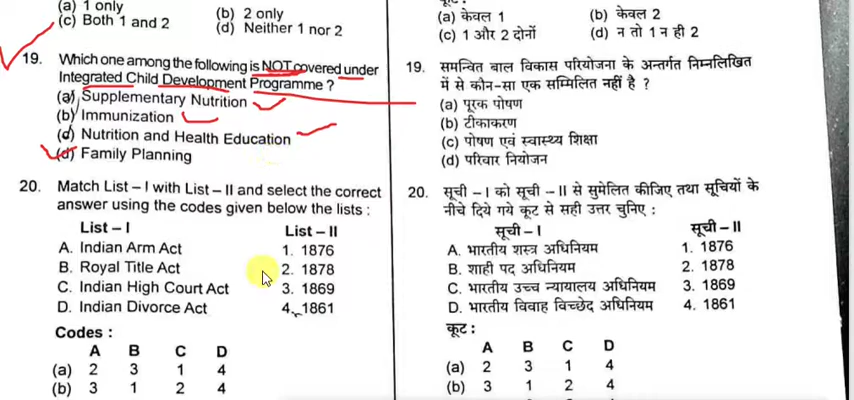 (a) 1 only
(b) 2 only
(c) Both 1 and 2
(d) Neither 1 nor 2
19. Which one among the following is NOT covered under
Integrated Child Development Programme ?
(a) Supplementary Nutrition
(b) Immunization
(c) Nutrition and Health Education
(d) Family Planning
20. Match List – I with List – II and select the correct
answer using the codes given below the lists :
List – I List – II
A. Indian Arm Act 1. 1876
B. Royal Title Act 2. 1878
C. Indian High Court Act 3. 1869
D. Indian Divorce Act 4. 1861
Codes :
A B C D
(a) 2 3 1 4
(b) 3 1 2 4
(a) केवल 1 (b) केवल 2
(c) 1 और 2 दोनों (d) न तो 1 न ही 2
19. समन्वित बाल विकास परियोजना के अन्तर्गत निम्नलिखित
में से कौन-सा एक सम्मिलित नहीं है ?
(a) पूरक पोषण
(b) टीकाकरण
(c) पोषण एवं स्वास्थ्य शिक्षा
(d) परिवार नियोजन
20. सूची – I को सूची – II से सुमेलित कीजिए तथा सूचियों के
नीचे दिये गये कूट से सही उत्तर चुनिए :
सूची – I सूची – II
A. भारतीय शस्त्र अधिनियम 1. 1876
B. शाही पद अधिनियम 2. 1878
C. भारतीय उच्च न्यायालय अधिनियम 3. 1869
D. भारतीय विवाह विच्छेद अधिनियम 4. 1861
कूट :
A B C D
(a) 2 3 1 4
(b) 3 1 2 4